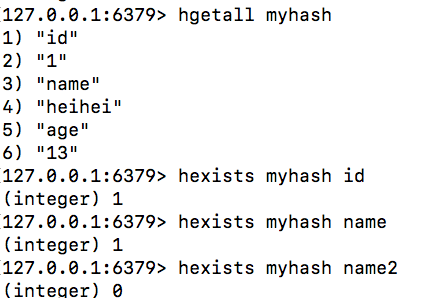 127.0.0.1:6379> hgetall myhash
1) "id"
2) "1"
3) "name"
4) "heihei"
5) "age"
6) "13"
127.0.0.1:6379> hexists myhash id
(integer) 1
127.0.0.1:6379> hexists myhash name
(integer) 1
127.0.0.1:6379> hexists myhash name2
(integer) 0